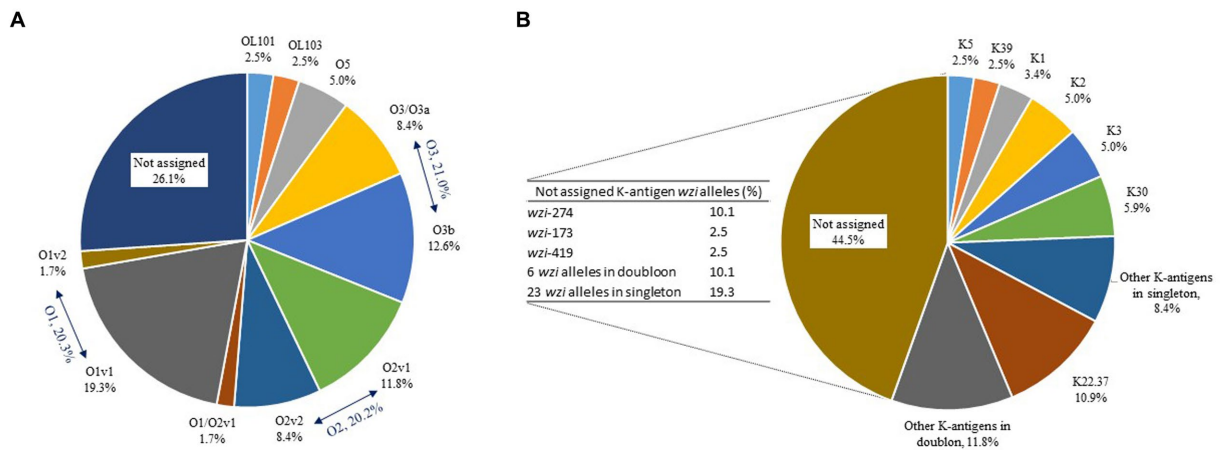 A
OL101
2.5%
OL103
2.5%
O5
5.0%
O3/O3a
8.4%
O3, 21.0%
O3b
12.6%
O2v1
11.8%
O2, 20.2%
O2v2
8.4%
O1/O2v1
1.7%
O1v1
19.3%
O1, 20.3%
O1v2
1.7%
Not assigned
26.1%
B
K5
2.5%
K39
2.5%
K1
3.4%
K2
5.0%
K3
5.0%
K30
5.9%
Other K-antigens
in singleton,
8.4%
K22.37
10.9%
Other K-antigens in
doublon, 11.8%
Not assigned
44.5%
Not assigned K-antigen wzi alleles (%)
wzi-274 10.1
wzi-173 2.5
wzi-419 2.5
6 wzi alleles in doubloon 10.1
23 wzi alleles in singleton 19.3